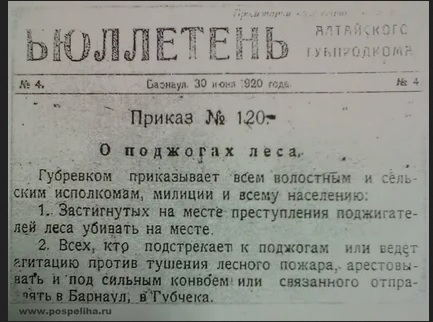 БЮЛЛЕТЕНЬ
АЛТАЙСКОГО
ГУБПРОДКОМА
№ 4. Барнаул, 30 июня 1920 года. № 4
Приказ № 120.
О поджогах леса.
Губревком приказывает всем волостным и сель-
ским исполкомам, милиции и всему населению:
1. Застигнутых на месте преступления поджигате-
лей леса убивать на месте.
2. Всех, кто подстрекает к поджогам или ведет
агитацию против тушения лесного пожара, арестовы-
вать и под сильным конвоем или связанного отпра-
лять в Барнаул, в Губчека.
www.pospeliha.ru